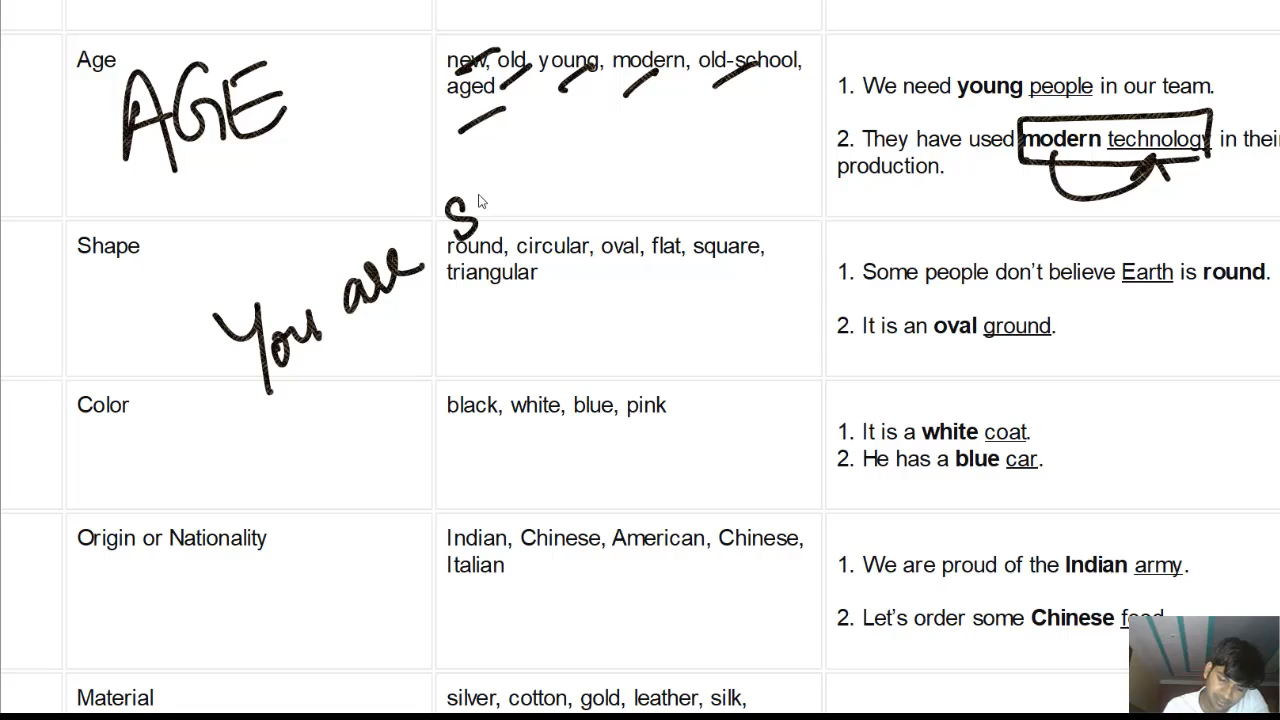 Age
AGE
new, old, young, modern, old-school,
aged
1. We need young people in our team.
2. They have used modern technology in their
production.
Shape
You are s
round, circular, oval, flat, square,
triangular
1. Some people don't believe Earth is round.
2. It is an oval ground.
Color
black, white, blue, pink
1. It is a white coat.
2. He has a blue car.
Origin or Nationality
Indian, Chinese, American, Chinese,
Italian
1. We are proud of the Indian army.
2. Let's order some Chinese food
Material
silver, cotton, gold, leather, silk,